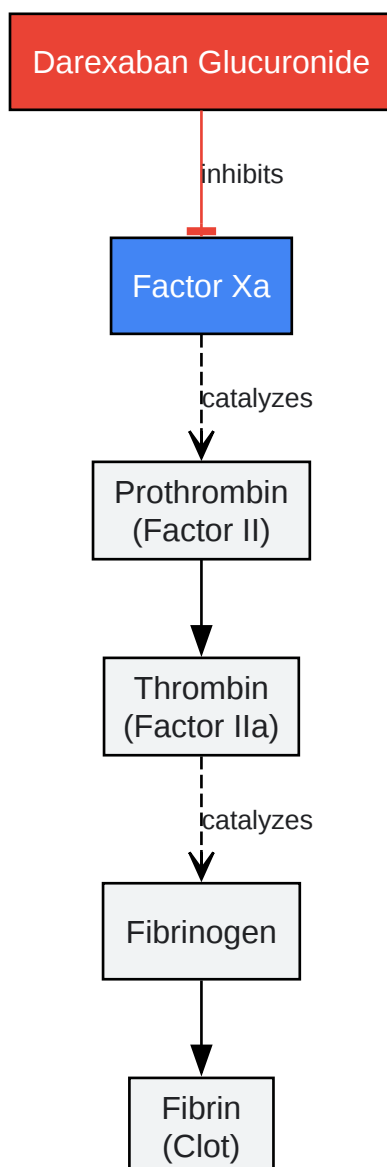 Darexaban Glucuronide
inhibits
Factor Xa
catalyzes
Prothrombin
(Factor II)
Thrombin
(Factor IIa)
catalyzes
Fibrinogen
Fibrin
(Clot)